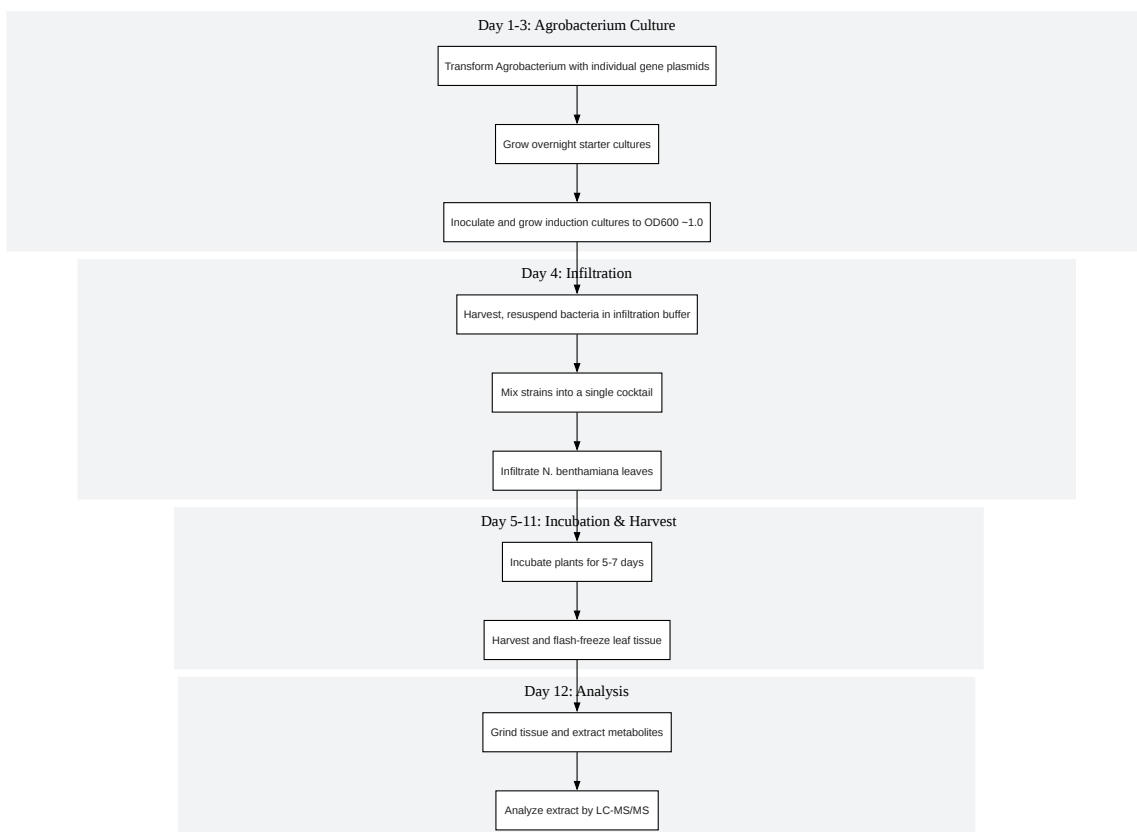 Day 1-3: Agrobacterium Culture
Transform Agrobacterium with individual gene plasmids
Grow overnight starter cultures
Inoculate and grow induction cultures to OD600 ~1.0
Day 4: Infiltration
Harvest, resuspend bacteria in infiltration buffer
Mix strains into a single cocktail
Infiltrate N. benthamiana leaves
Day 5-11: Incubation & Harvest
Incubate plants for 5-7 days
Harvest and flash-freeze leaf tissue
Day 12: Analysis
Grind tissue and extract metabolites
Analyze extract by LC-MS/MS